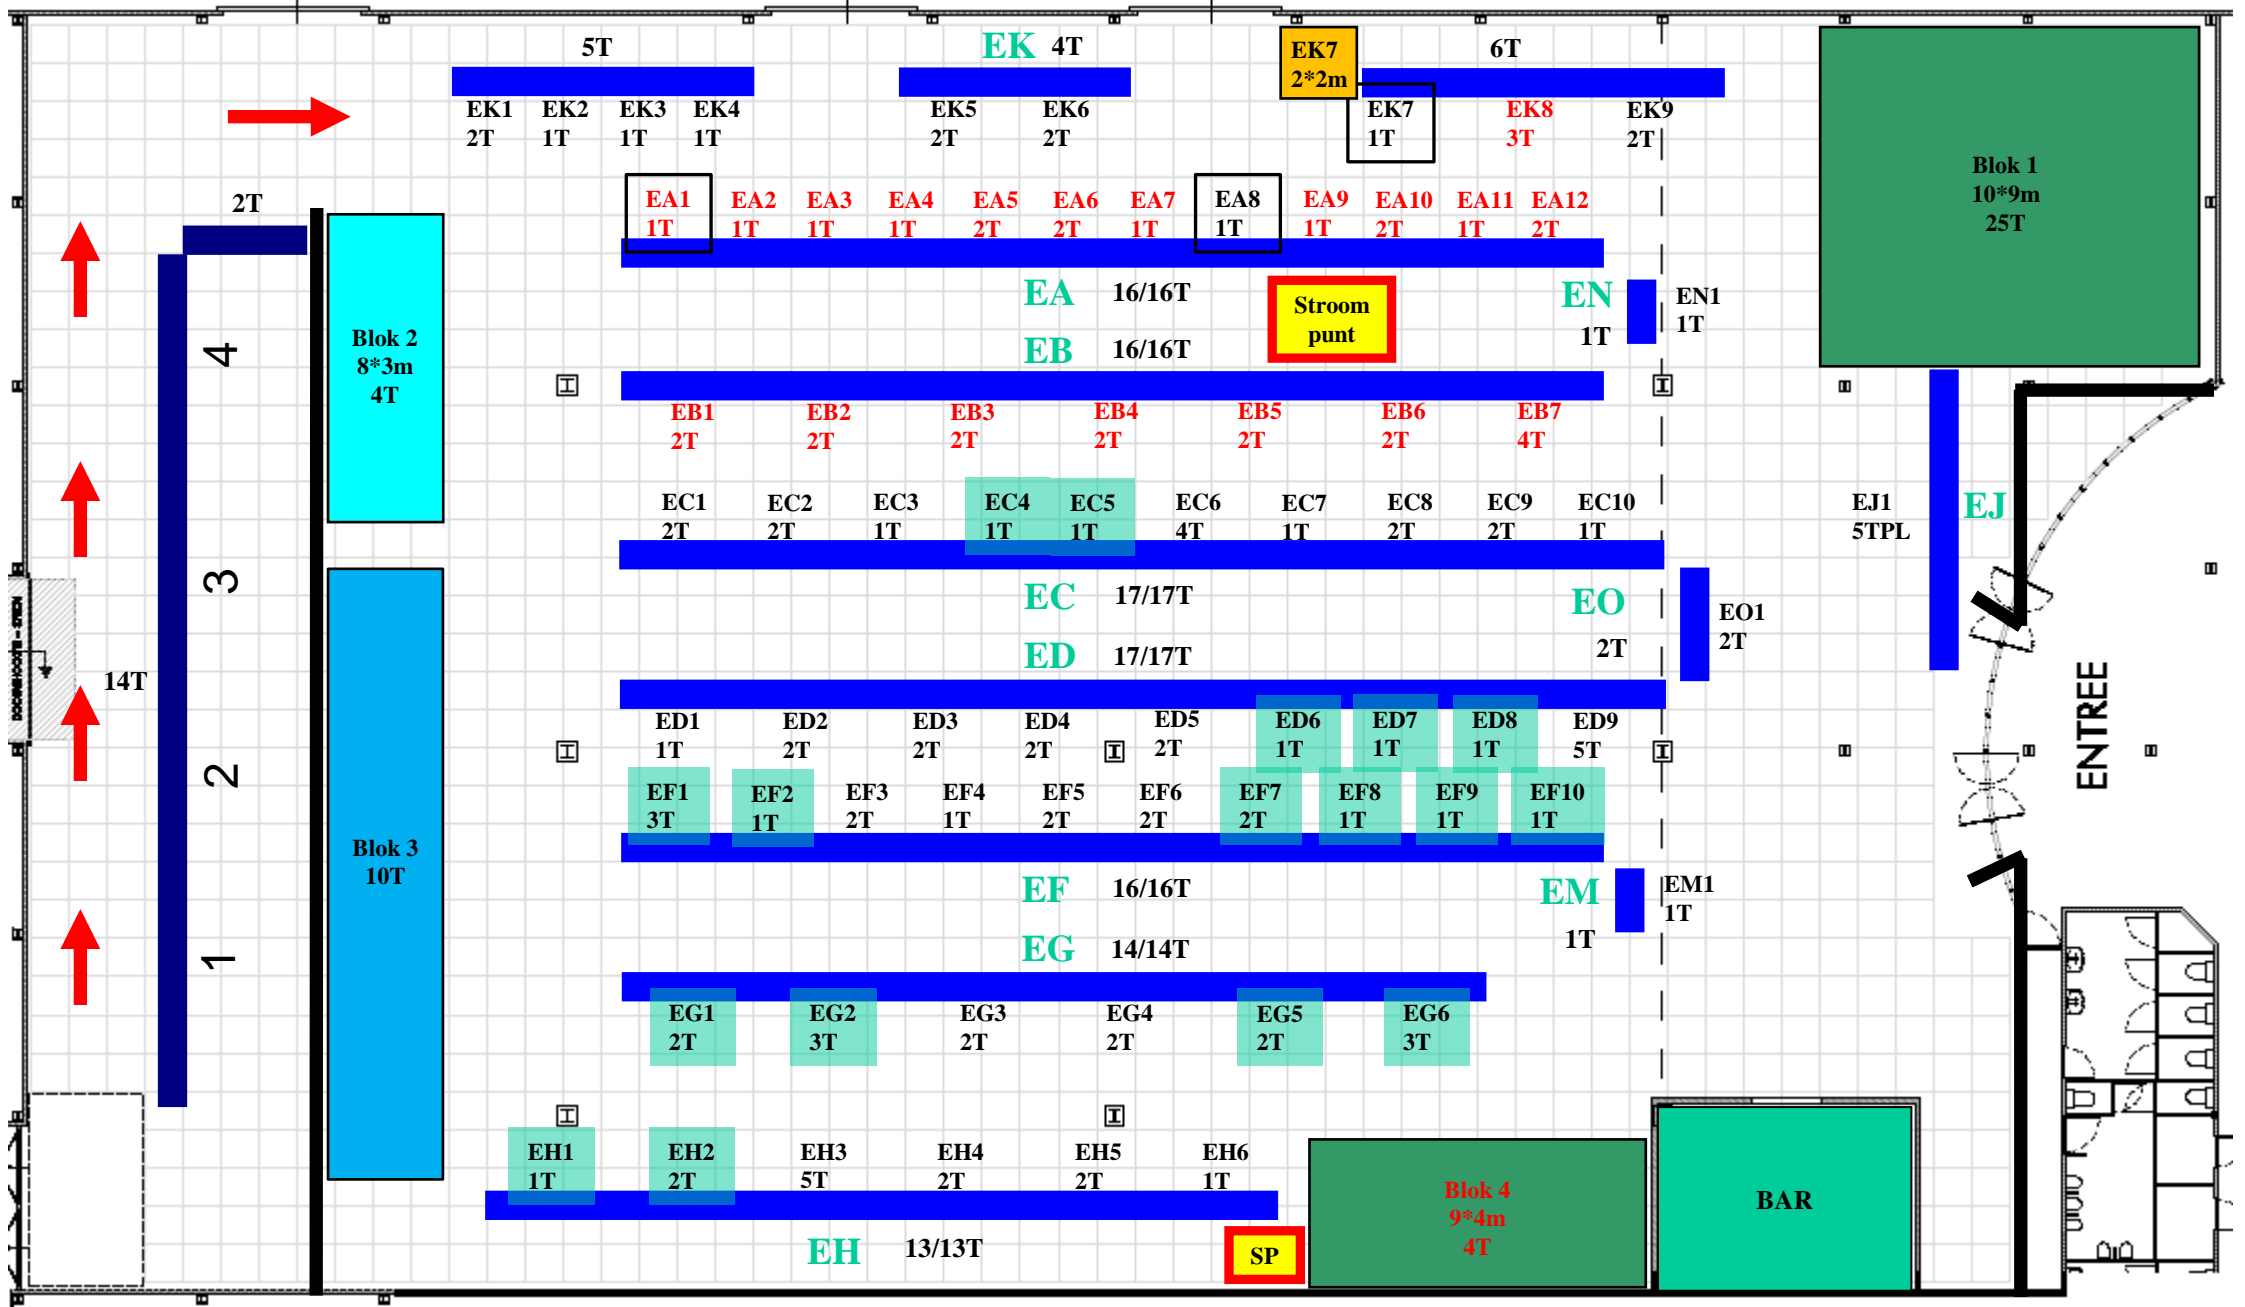 5T
EK 4T
EK7
2*2m
6T
EK1 EK2 EK3 EK4 EK5 EK6 EK7 EK8 EK9
2T 1T 1T 1T 2T 2T 1T 3T 2T
Blok 1
10*9m
25T
2T
EA1 EA2 EA3 EA4 EA5 EA6 EA7 EA8 EA9 EA10 EA11 EA12
1T 1T 1T 1T 2T 2T 1T 1T 1T 2T 1T 2T
EA 16/16T
Stroom
punt
EN
1T
EN1
1T
EB 16/16T
4
Blok 2
8*3m
4T
EB1 EB2 EB3 EB4 EB5 EB6 EB7
2T 2T 2T 2T 2T 2T 4T
EC1 EC2 EC3 EC4 EC5 EC6 EC7 EC8 EC9 EC10
2T 2T 1T 1T 1T 4T 1T 2T 2T 1T
EJ1
5TPL
EJ
3
EC 17/17T
EO
2T
EO1
2T
ED 17/17T
14T
ENTREE
ED1 ED2 ED3 ED4 ED5 ED6 ED7 ED8 ED9
1T 2T 2T 2T 2T 1T 1T 1T 5T
2
EF1 EF2 EF3 EF4 EF5 EF6 EF7 EF8 EF9 EF10
3T 1T 2T 1T 2T 2T 2T 1T 1T 1T
Blok 3
10T
EF 16/16T
EM
1T
EM1
1T
EG 14/14T
1
EG1 EG2 EG3 EG4 EG5 EG6
2T 3T 2T 2T 2T 3T
EH1 EH2 EH3 EH4 EH5 EH6
1T 2T 5T 2T 2T 1T
EH 13/13T
SP
Blok 4
9*4m
4T
BAR